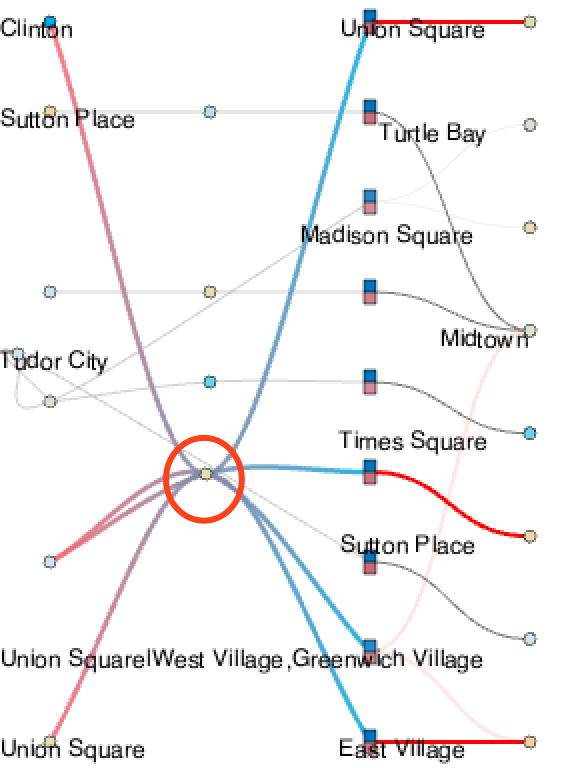 Clinton
Union Square
Sutton Place
Turtle Bay
Madison Square
Midtown
Tudor City
Times Square
Sutton Place
Union Square|West Village,Greenwich Village
Union Square
East Village